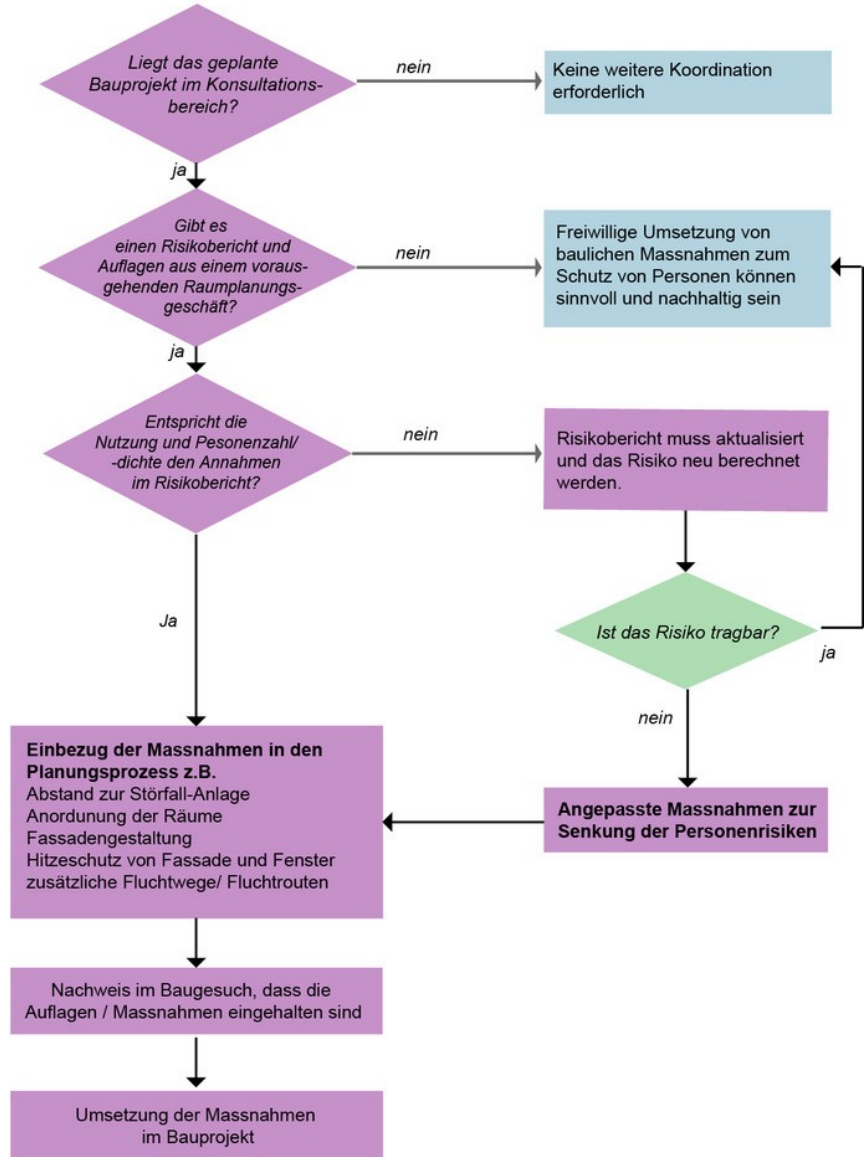 Liegt das geplante
Bauprojekt im Konsultations-
bereich?
nein
Keine weitere Koordination
erforderlich
ja
Gibt es
einen Risikobericht und
Auflagen aus einem voraus-
gehenden Raumplanungs-
geschäft?
nein
Freiwillige Umsetzung von
baulichen Massnahmen zum
Schutz von Personen können
sinnvoll und nachhaltig sein
ja
Entspricht die
Nutzung und Pesonenzahl/
-dichte den Annahmen
im Risikobericht?
nein
Risikobericht muss aktualisiert
und das Risiko neu berechnet
werden.
Ja
Ist das Risiko tragbar?
ja
nein
Einbezug der Massnahmen in den
Planungsprozess z.B.
Abstand zur Störfall-Anlage
Anordunung der Räume
Fassadengestaltung
Hitzeschutz von Fassade und Fenster
zusätzliche Fluchtwege/ Fluchtrouten
Angepasste Massnahmen zur
Senkung der Personenrisiken
Nachweis im Baugesuch, dass die
Auflagen / Massnahmen eingehalten sind
Umsetzung der Massnahmen
im Bauprojekt